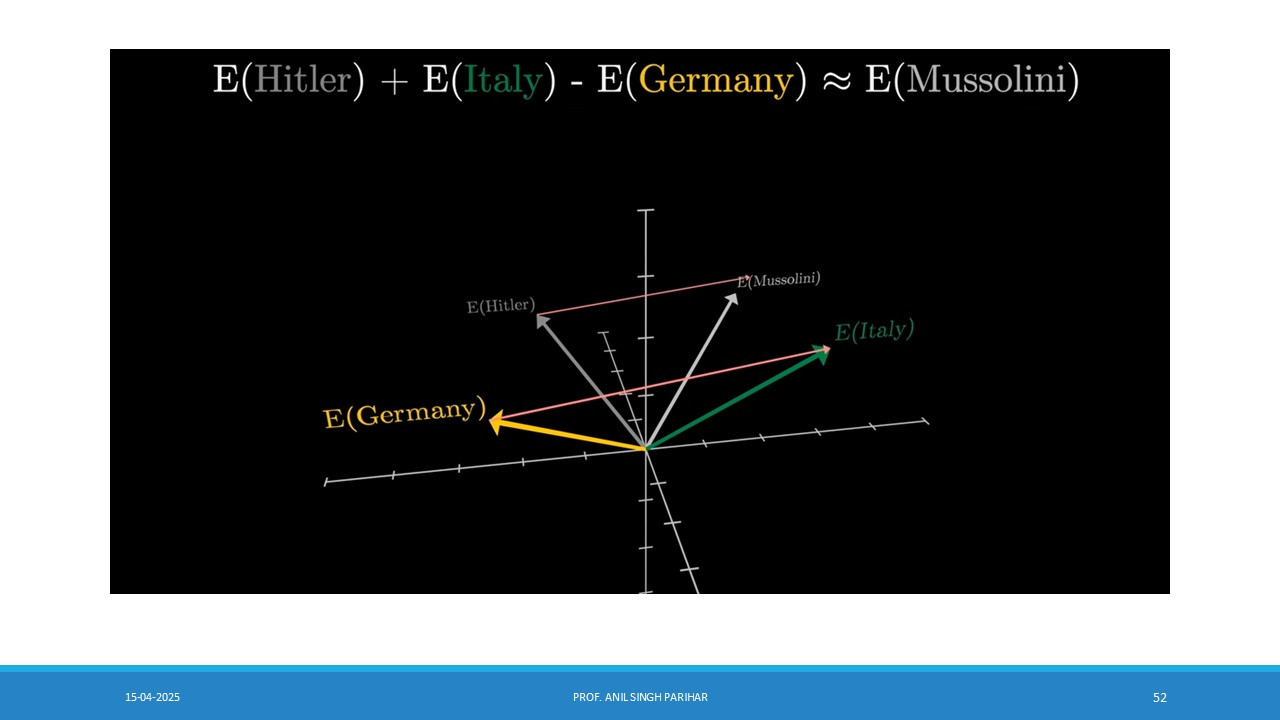 E(Hitler) + E(Italy) - E(Germany) ≈ E(Mussolini)
E(Mussolini)
E(Hitler)
E(Italy)
E(Germany)
15-04-2025
PROF. ANIL SINGH PARIHAR
52